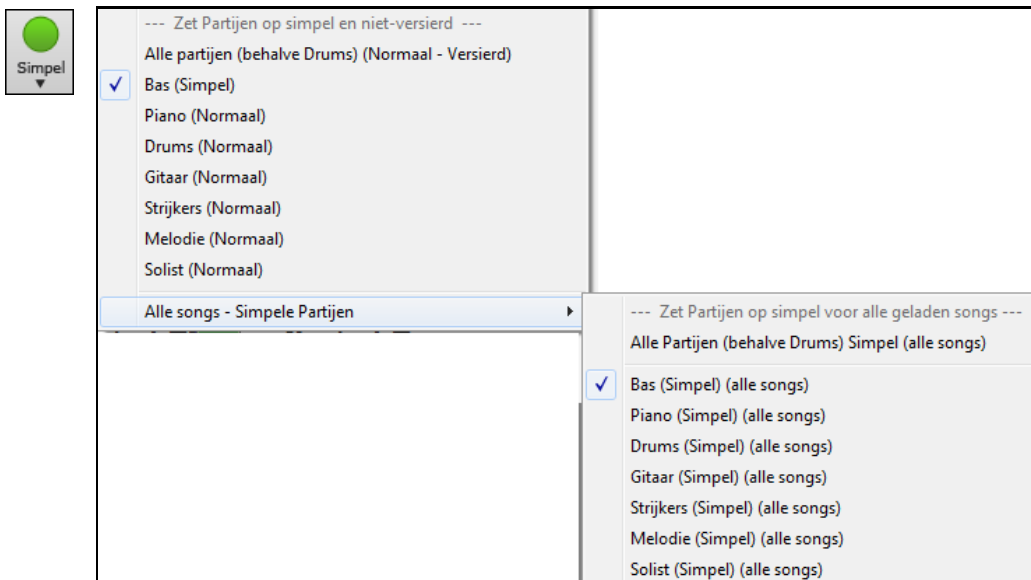 Simpel
--- Zet Partijen op simpel en niet-versierd ---
Alle partijen (behalve Drums) (Normaal - Versierd)
Bas (Simpel)
Piano (Normaal)
Drums (Normaal)
Gitaar (Normaal)
Strijkers (Normaal)
Melodie (Normaal)
Solist (Normaal)
Alle songs - Simpele Partijen
--- Zet Partijen op simpel voor alle geladen songs ---
Alle Partijen (behalve Drums) Simpel (alle songs)
Bas (Simpel) (alle songs)
Piano (Simpel) (alle songs)
Drums (Simpel) (alle songs)
Gitaar (Simpel) (alle songs)
Strijkers (Simpel) (alle songs)
Melodie (Simpel) (alle songs)
Solist (Simpel) (alle songs)